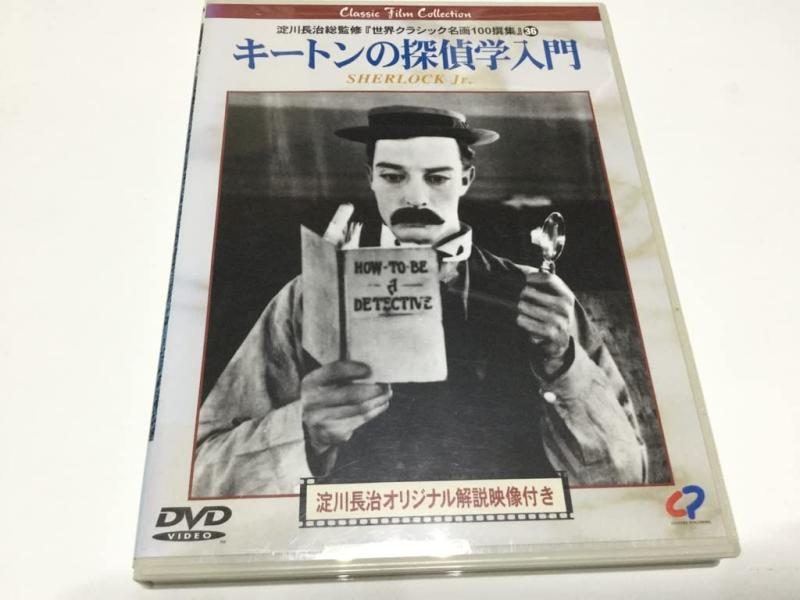 Classic Film Collection
淀川長治総監修『世界クラシック名画100撰集』36
キートンの探偵学入門
SHERLOCK Jr.
HOW-TO-BE
A
DETECTIVE
淀川長治オリジナル解説映像付き
DVD
VIDEO
CP